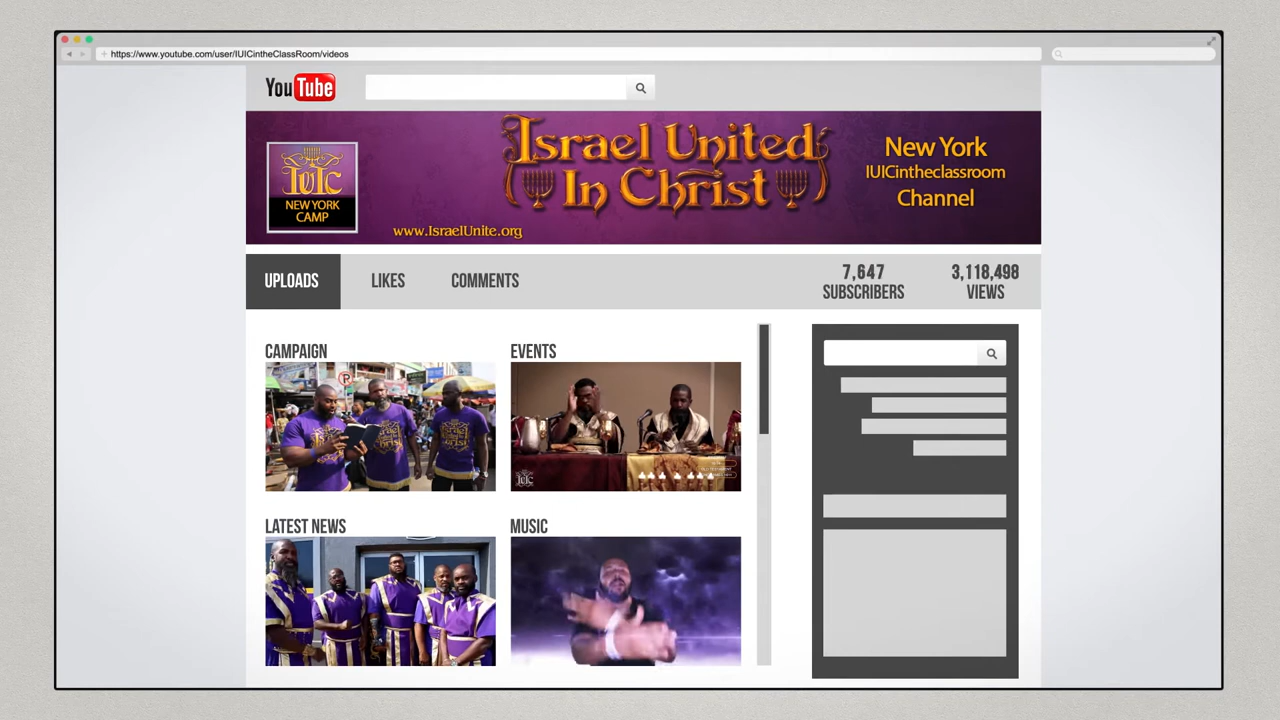 https://www.youtube.com/user/IUICintheClassRoom/videos
YouTube
Israel United
In Christ
New York
IUICintheclassroom
Channel
IUIC
NEW YORK
CAMP
www.IsraelUnite.org
UPLOADS
LIKES
COMMENTS
7,647
SUBSCRIBERS
3,118,498
VIEWS
CAMPAIGN
EVENTS
LATEST NEWS
MUSIC